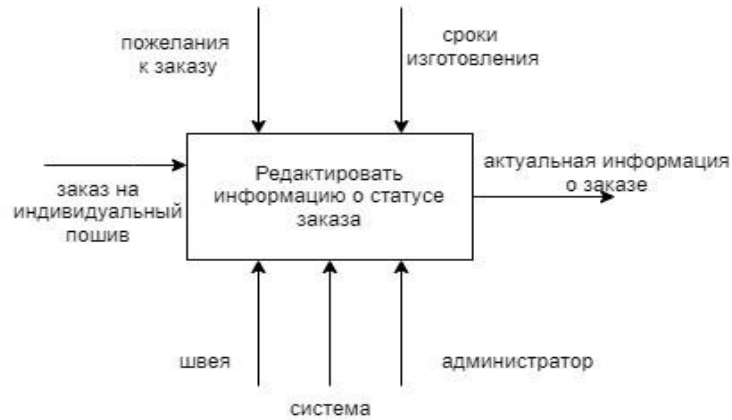 пожелания
к заказу
сроки
изготовления
заказ на
индивидуальный
пошив
Редактировать
информацию о статусе
заказа
актуальная информация
о заказе
швея
система
администратор